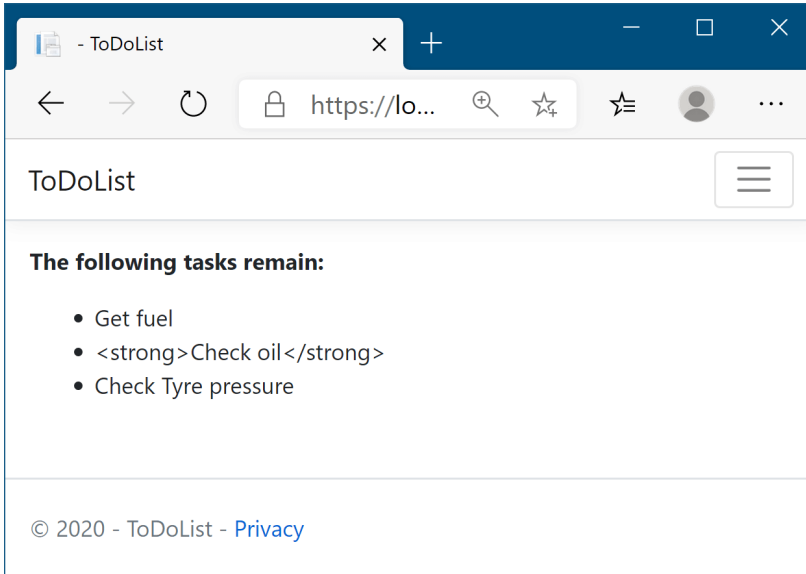 - ToDoList
https://lo...
ToDoList
The following tasks remain:
Get fuel
<strong>Check oil</strong>
Check Tyre pressure
© 2020 - ToDoList - Privacy